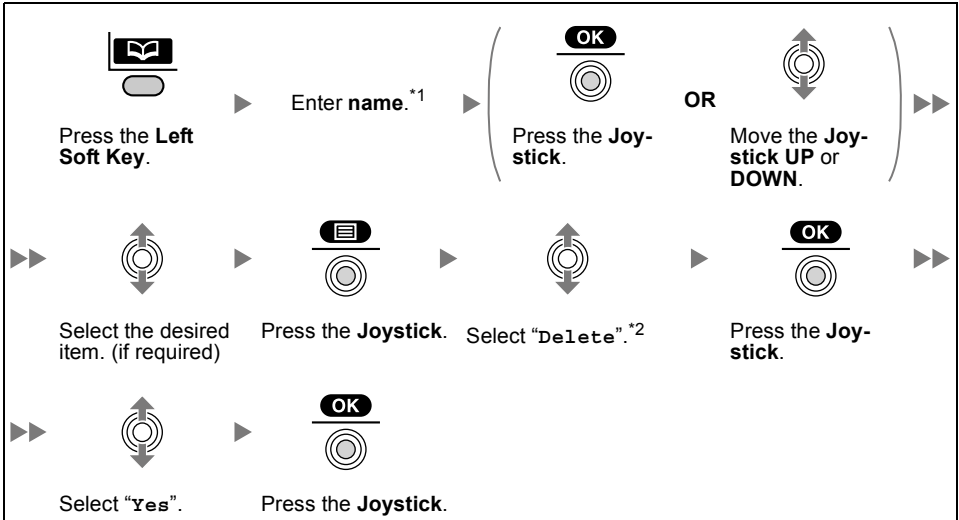 OK
OK
Enter name.*1
OR
Press the Left
Soft Key.
Press the Joy-
stick.
Move the Joy-
stick UP or
DOWN.
OK
Select the desired
item. (if required)
Press the Joystick.
Select “Delete”.*2
Press the Joy-
stick.
OK
Select “Yes”.
Press the Joystick.